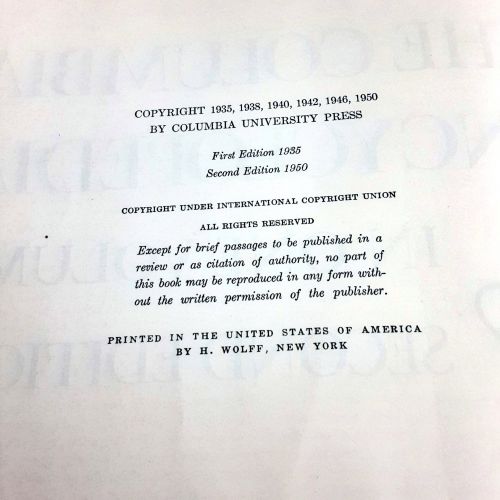 COPYRIGHT 1935, 1938, 1940, 1942, 1946, 1950
BY COLUMBIA UNIVERSITY PRESS
First Edition 1935
Second Edition 1950
COPYRIGHT UNDER INTERNATIONAL COPYRIGHT UNION
ALL RIGHTS RESERVED
Except for brief passages to be published in a
review or as citation of authority, no part of
this book may be reproduced in any form with-
out the written permission of the publisher.
PRINTED IN THE UNITED STATES OF AMERICA
BY H. WOLFF, NEW YORK